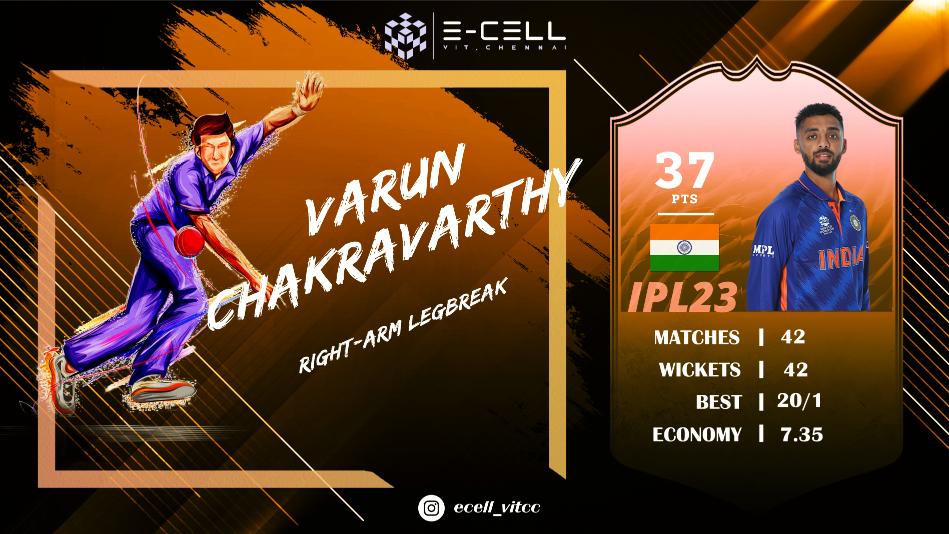 E-CELL
VIT, CHENNAI
VARUN
CHAKRAVARTHY
RIGHT-ARM LEGBREAK
37
PTS
MPL
INDIA
IPL23
MATCHES | 42
WICKETS | 42
BEST | 20/1
ECONOMY | 7.35
ecell_vitcc